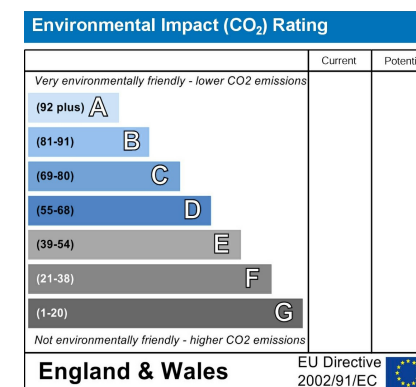 Environmental Impact (CO₂) Rating
Current Potenti
Very environmentally friendly - lower CO2 emissions
(92 plus) A
(81-91) B
(69-80) C
(55-68) D
(39-54) E
(21-38) F
(1-20) G
Not environmentally friendly - higher CO2 emissions
England & Wales
EU Directive
2002/91/EC